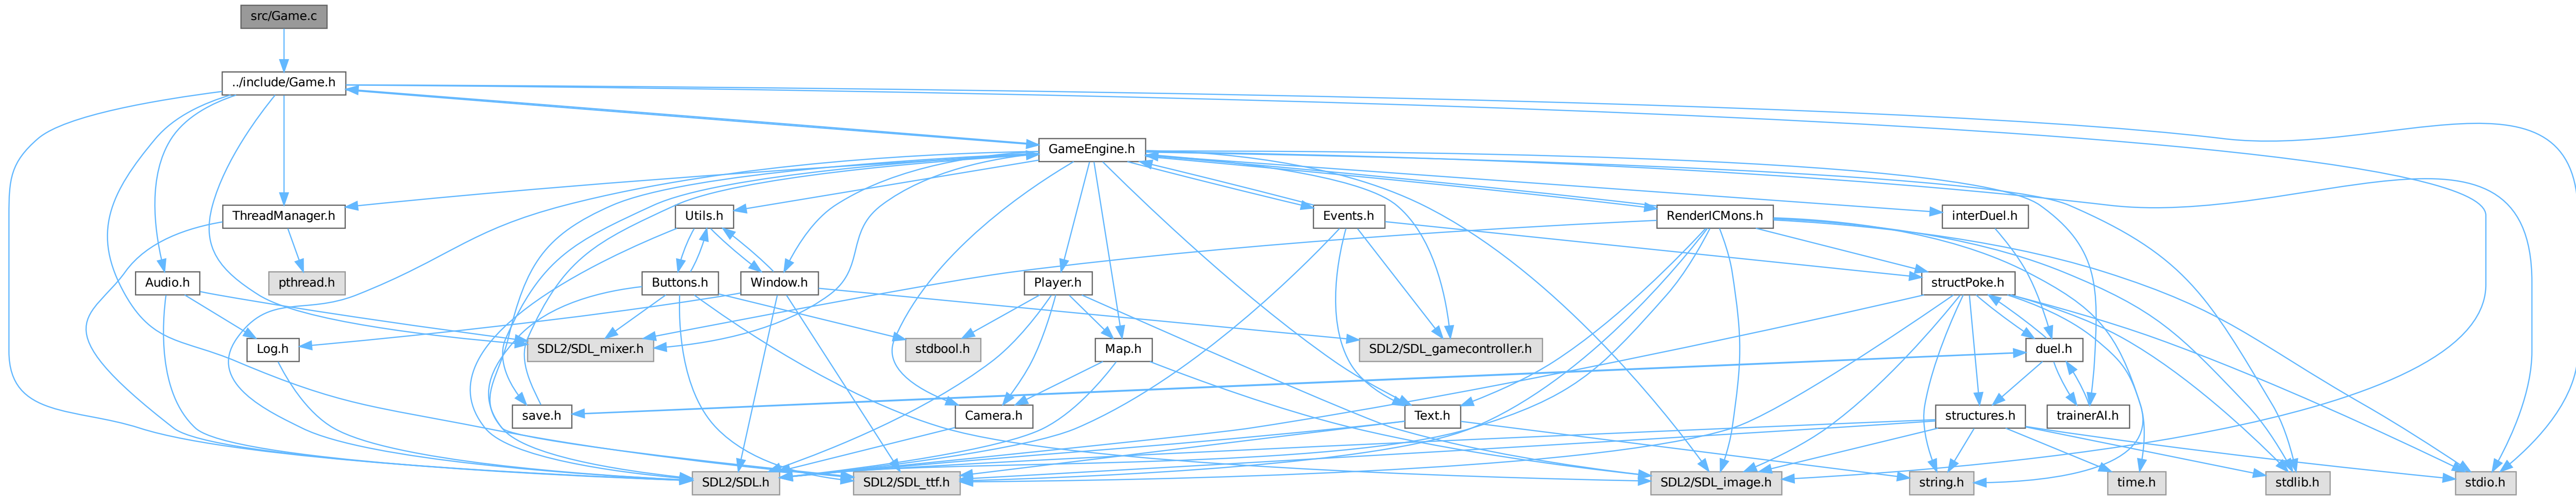 src/Game.c
../include/Game.h
GameEngine.h
ThreadManager.h
Utils.h
Events.h
RenderICMons.h
interDuel.h
Audio.h
pthread.h
Buttons.h
Window.h
Player.h
structPoke.h
Log.h
SDL2/SDL_mixer.h
stdbool.h
Map.h
SDL2/SDL_gamecontroller.h
duel.h
save.h
Camera.h
Text.h
structures.h
trainerAI.h
SDL2/SDL.h
SDL2/SDL_ttf.h
SDL2/SDL_image.h
string.h
time.h
stdlib.h
stdio.h